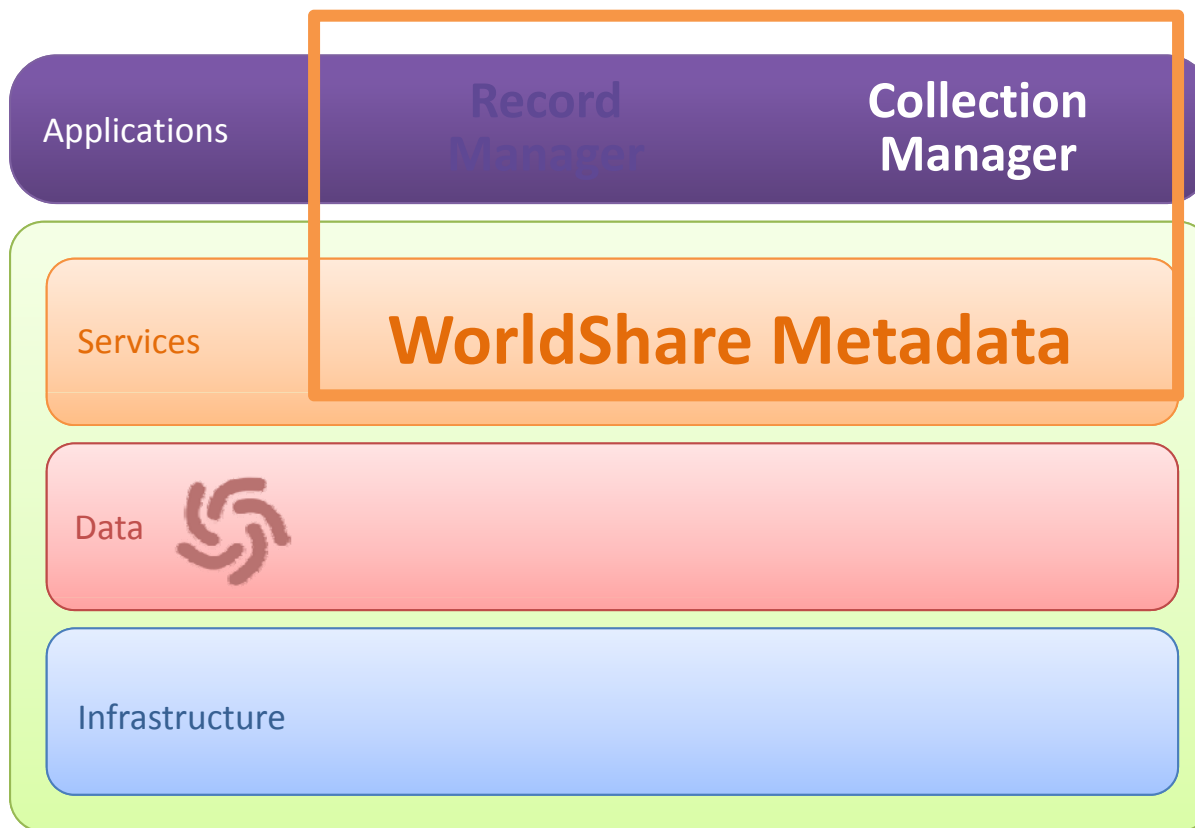 Applications
Record
Manager
Collection
Manager
Services
WorldShare Metadata
Data
Infrastructure